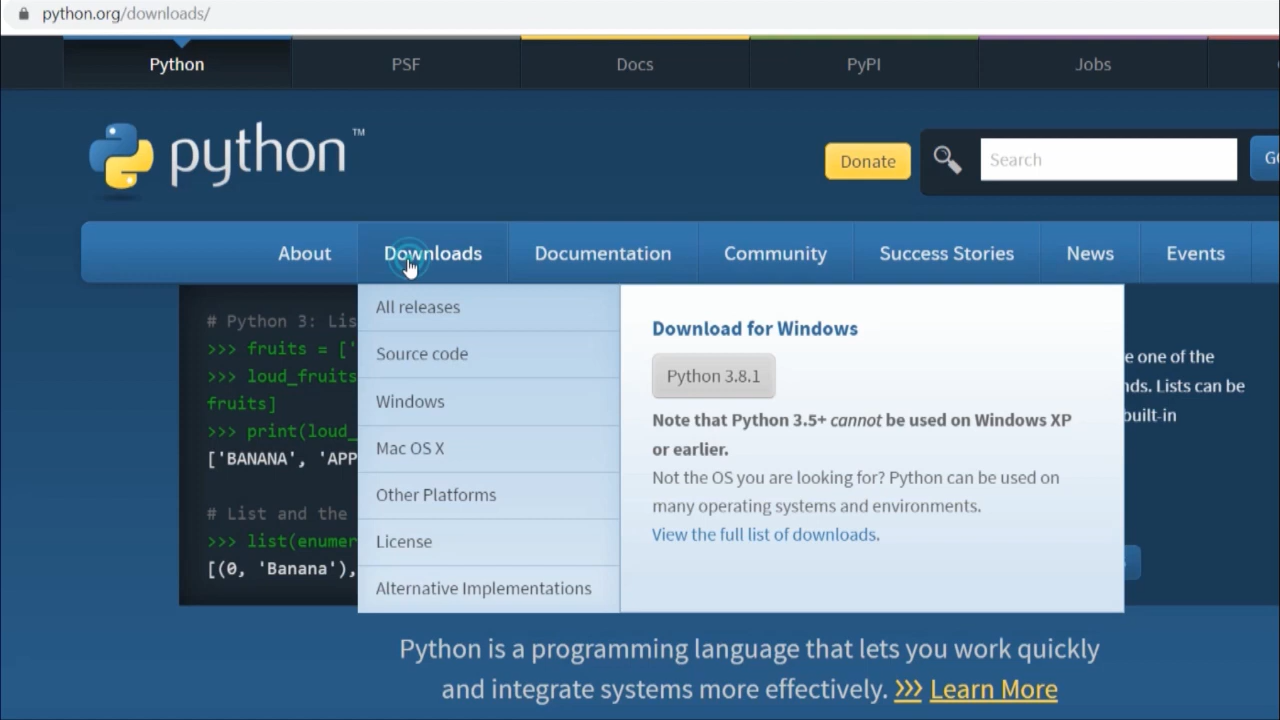 python.org/downloads/
Python
PSF
Docs
PyPI
Jobs
python™
Donate
Search
About
Downloads
Documentation
Community
Success Stories
News
Events
# Python 3: Lis
>>> fruits = ['
>>> loud_fruits
fruits]
>>> print(loud_
['BANANA', 'APP
# List and the
>>> list(enumer
[(0, 'Banana'),
All releases
Source code
Windows
Mac OS X
Other Platforms
License
Alternative Implementations
Download for Windows
Python 3.8.1
Note that Python 3.5+ cannot be used on Windows XP
or earlier.
Not the OS you are looking for? Python can be used on
many operating systems and environments.
View the full list of downloads.
e one of the
nds. Lists can be
built-in
Python is a programming language that lets you work quickly
and integrate systems more effectively. >>> Learn More